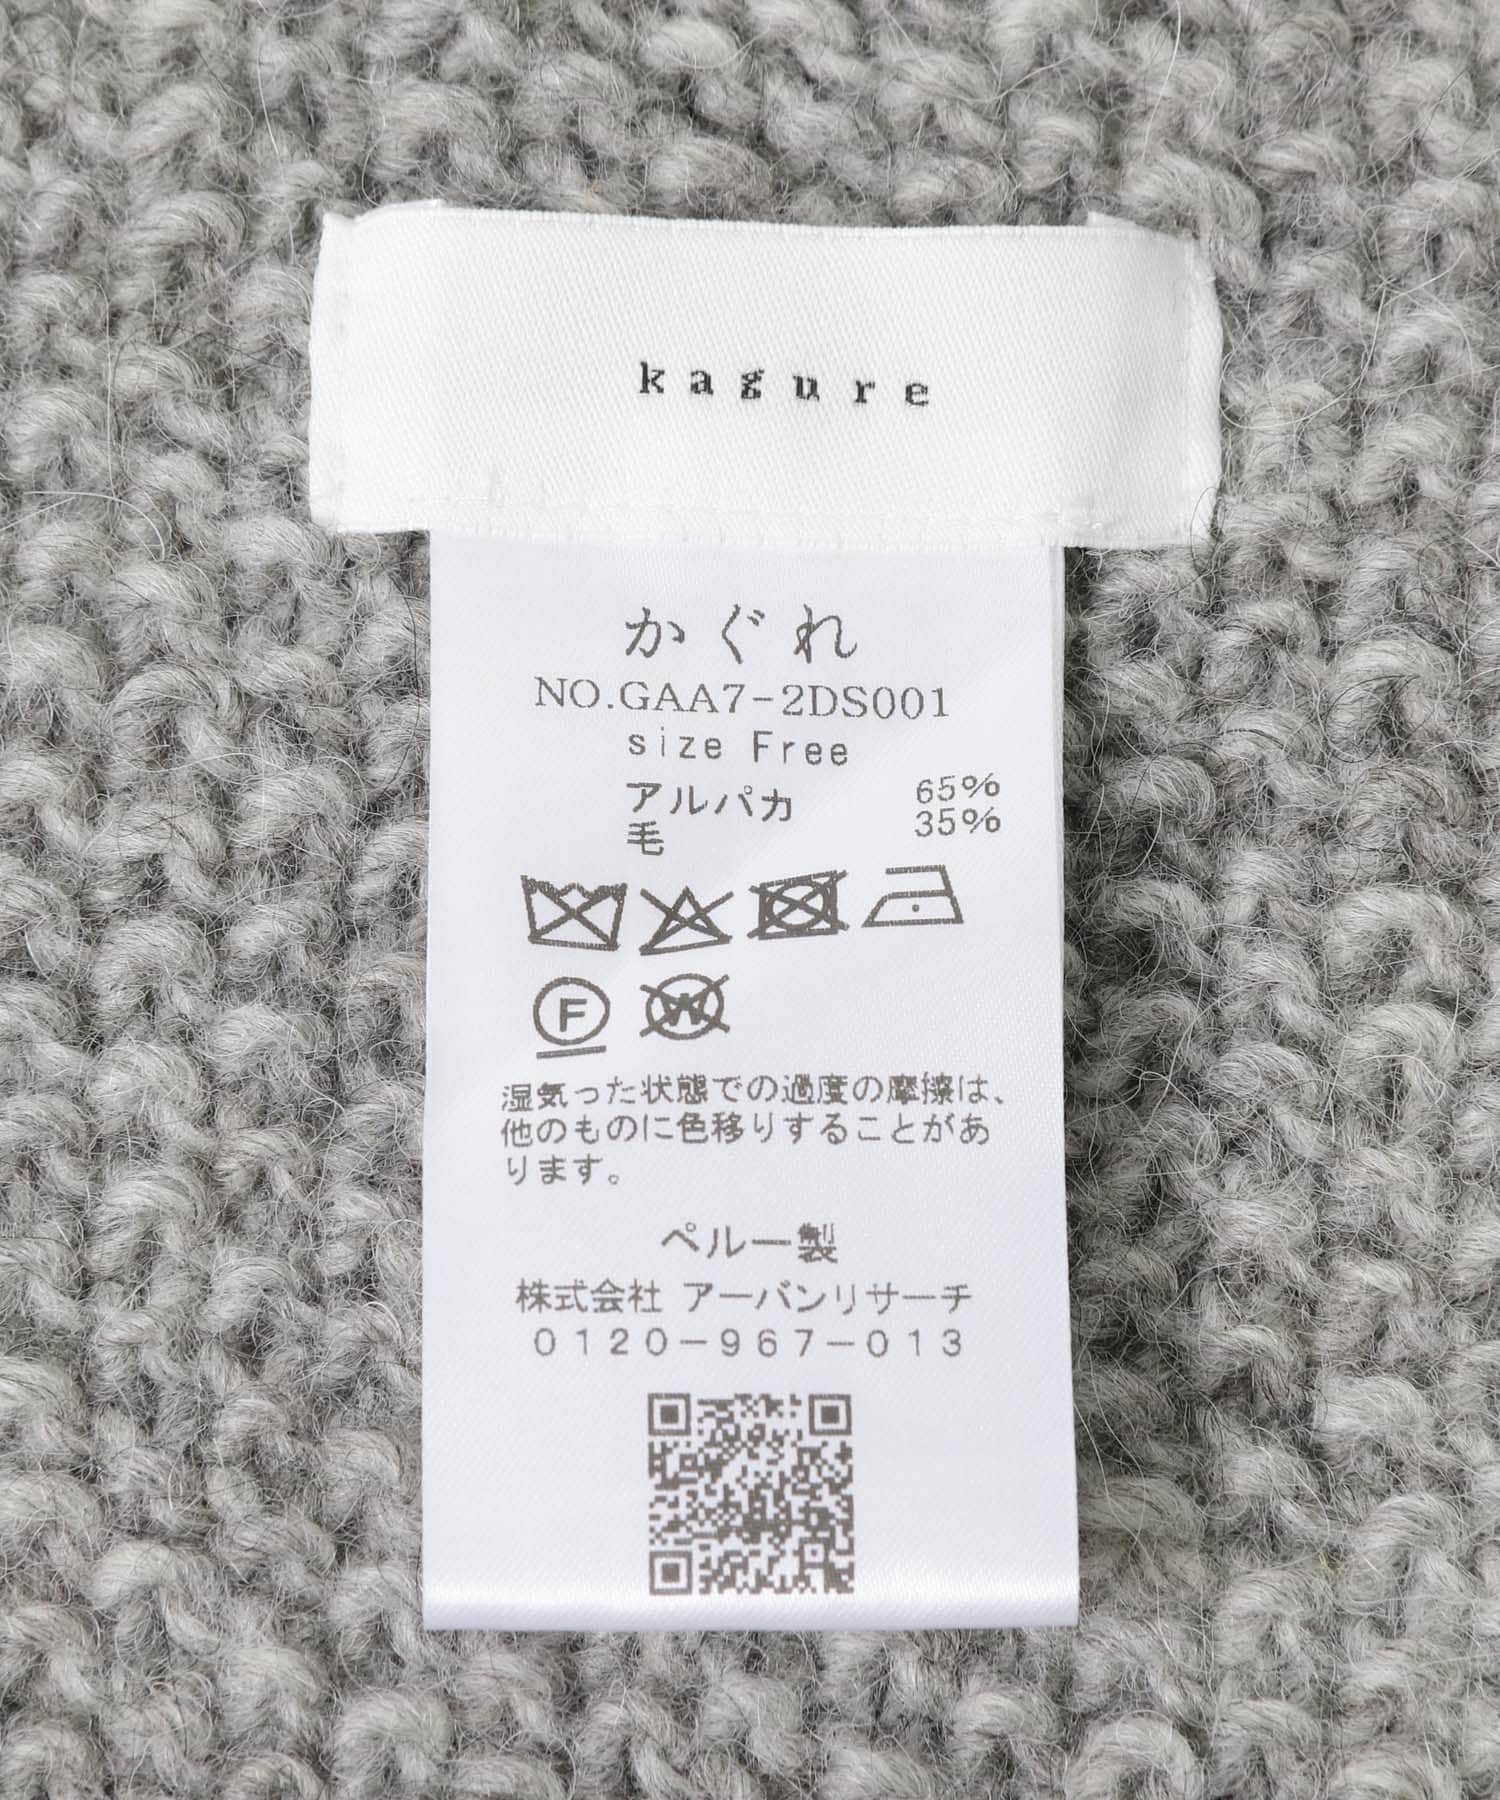 kagure
かぐれ
NO.GAA7-2DS001
size Free
アルパカ 65%
毛 35%
F
W
湿気った状態での過度の摩擦は、
他のものに色移りすることがあ
ります。
ペルー製
株式会社 アーバンリサーチ
0120-967-013